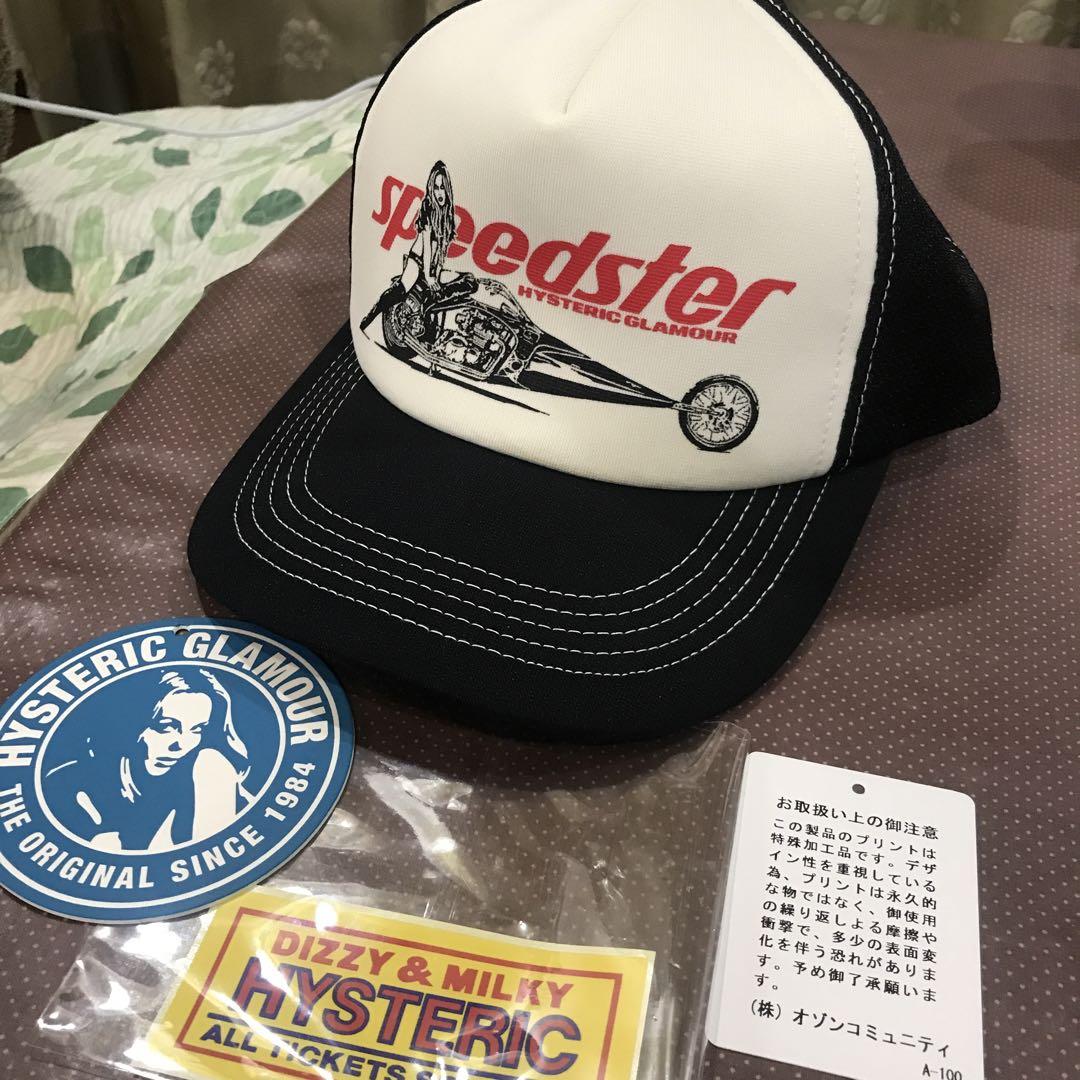 speedster
HYSTERIC GLAMOUR
HYSTERIC GLAMOUR
THE ORIGINAL SINCE 1984
DIZZY & MILKY
HYSTERIC
ALL TICKETS
お取扱い上の御注意
この製品のプリントは
特殊加工品です。デザ
イン性を重視している
為、プリントは永久的
な物ではなく、御使用
の繰り返しよる摩擦や
衝撃で、多少の表面変
化を伴う恐れがありま
す。予め御了承願いま
す。
(株) オゾンコミュニティ
A-100